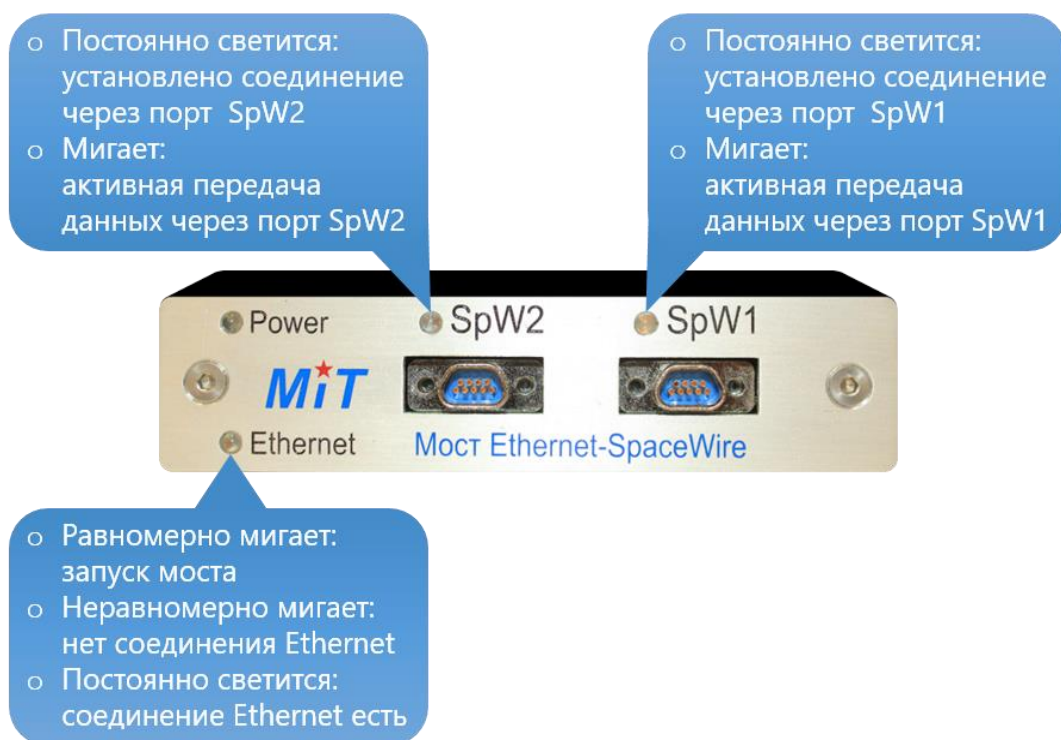 o Постоянно светится:
установлено соединение
через порт SpW2
o Мигает:
активная передача
данных через порт SpW2
o Постоянно светится:
установлено соединение
через порт SpW1
o Мигает:
активная передача
данных через порт SpW1
Power
SpW2
SpW1
MiT
Ethernet
Мост Ethernet-SpaceWire
o Равномерно мигает:
запуск моста
o Неравномерно мигает:
нет соединения Ethernet
o Постоянно светится:
соединение Ethernet есть